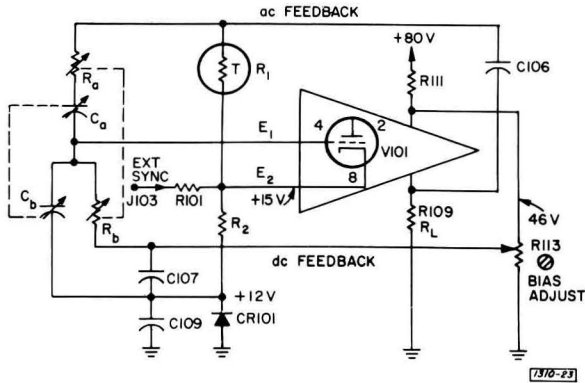 ac FEEDBACK
+80 V
Ra
T
R1
R111
C106
Ca
E1
4
2
V101
EXT
SYNC
E2
8
Cb
J103
R101
+15V
46 V
Rb
R2
R109
RL
R113
dc FEEDBACK
BIAS
ADJUST
C107
+12 V
C109
CR101
1310-23